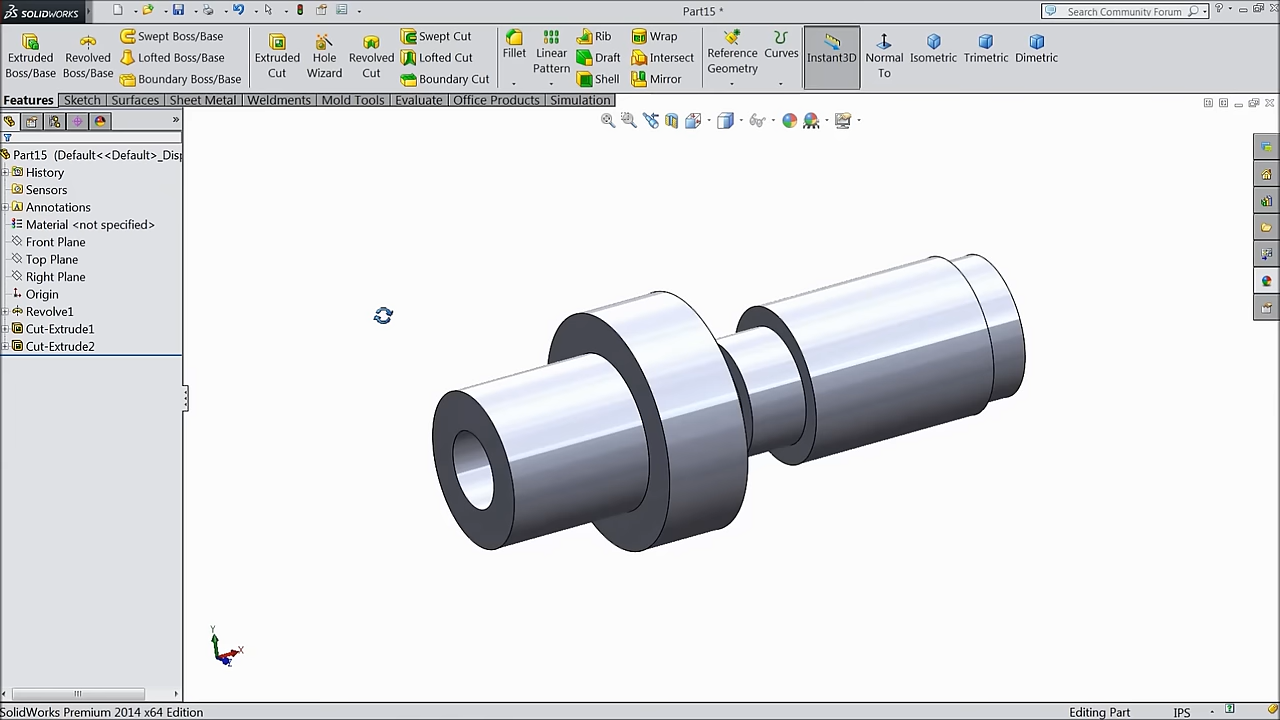 SOLIDWORKS
Part15 *
Search Community Forum
Extruded Boss/Base
Revolved Boss/Base
Swept Boss/Base
Lofted Boss/Base
Boundary Boss/Base
Extruded Cut
Hole Wizard
Revolved Cut
Swept Cut
Lofted Cut
Boundary Cut
Fillet
Linear Pattern
Rib
Draft
Shell
Wrap
Intersect
Mirror
Reference Geometry
Curves
Instant3D
Normal To
Isometric
Trimetric
Dimetric
Features
Sketch
Surfaces
Sheet Metal
Weldments
Mold Tools
Evaluate
Office Products
Simulation
Part15 (Default<<Default>_Disp
History
Sensors
Annotations
Material <not specified>
Front Plane
Top Plane
Right Plane
Origin
Revolve1
Cut-Extrude1
Cut-Extrude2
Y
X
Z
SolidWorks Premium 2014 x64 Edition
Editing Part
IPS